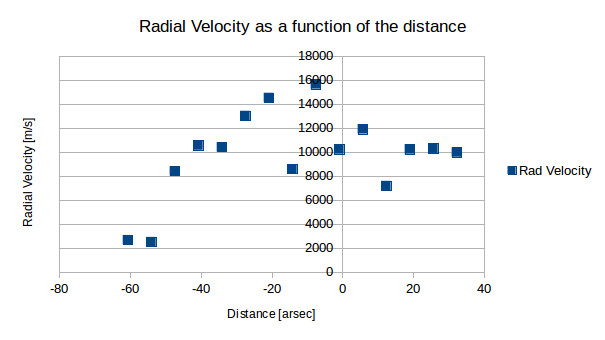 Radial Velocity as a function of the distance
Radial Velocity [m/s]
18000
16000
14000
12000
10000
8000
6000
4000
2000
0
-80 -60 -40 -20 0 20 40
Distance [arsec]
Rad Velocity